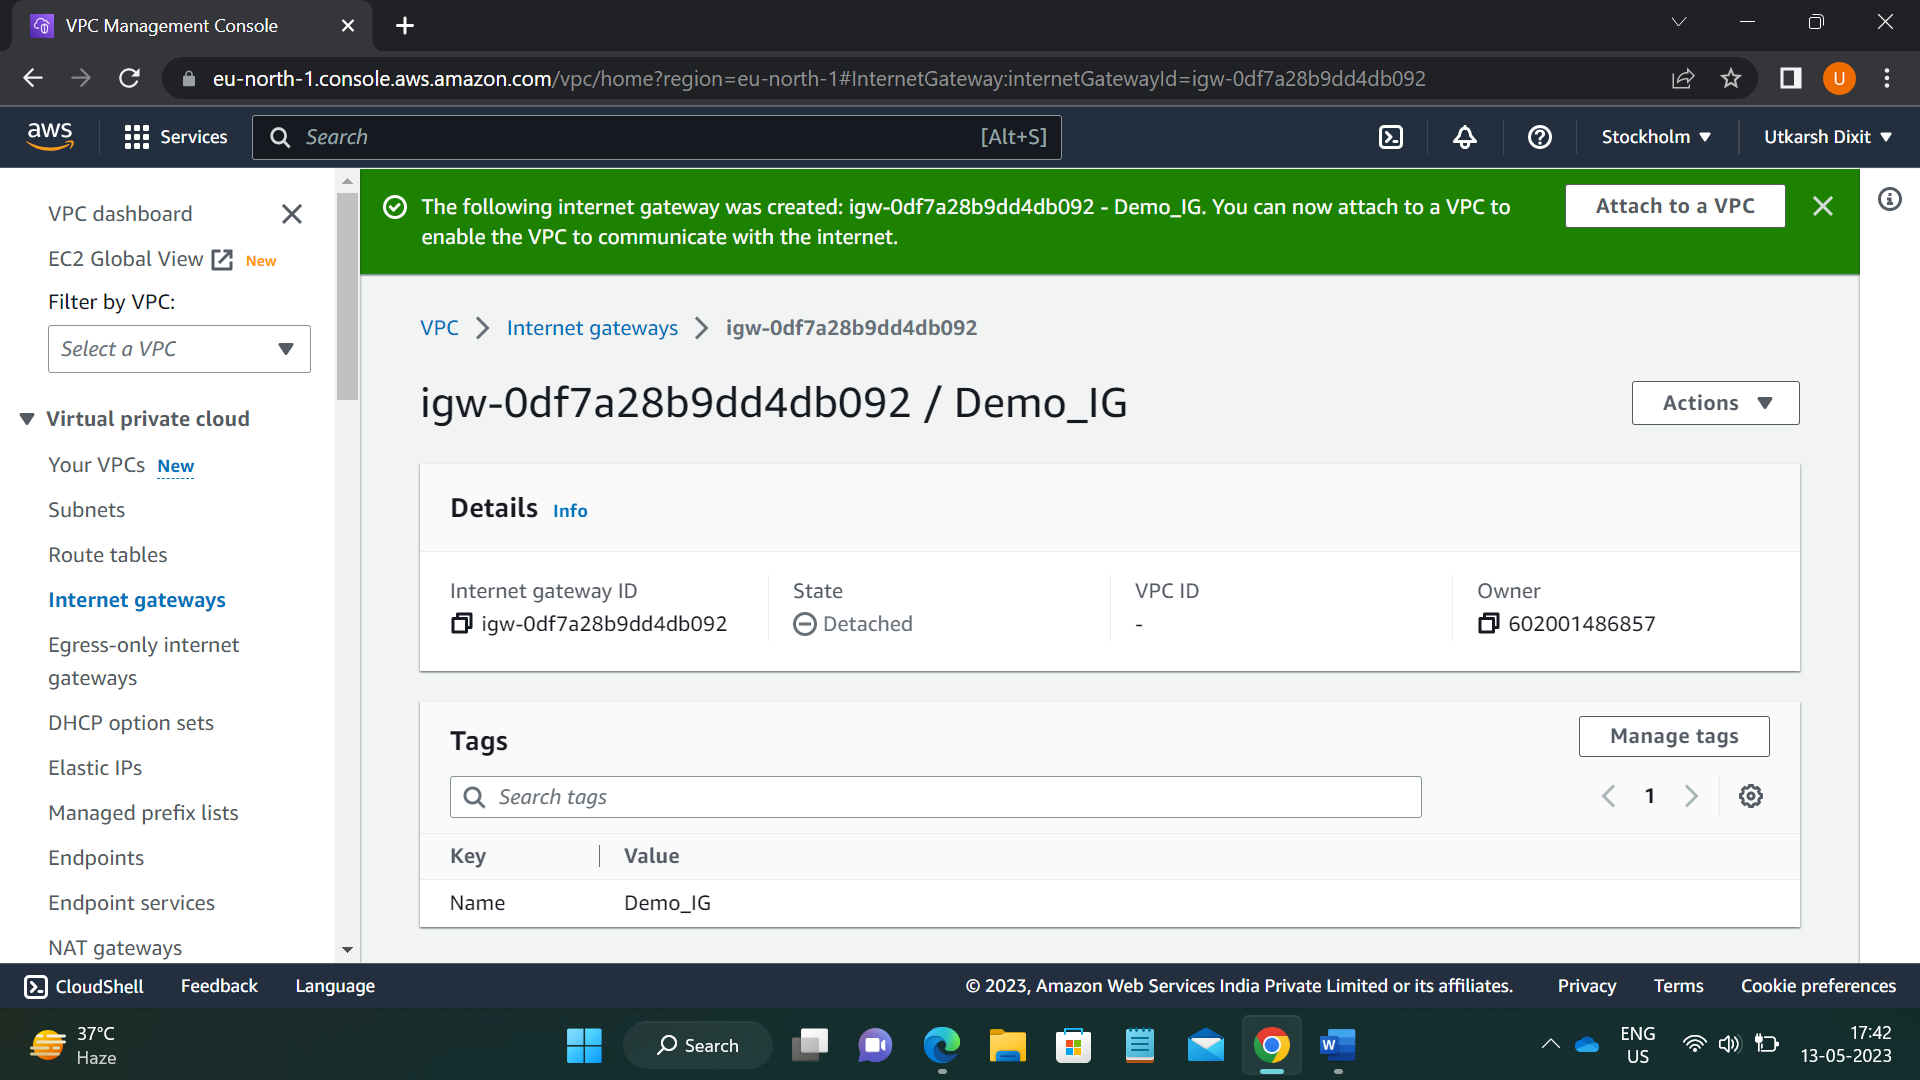 VPC Management Console
eu-north-1.console.aws.amazon.com/vpc/home?region=eu-north-1#InternetGateway:internetGatewayId=igw-0df7a28b9dd4db092
U
aws
Services
Search
[Alt+S]
Stockholm
Utkarsh Dixit
VPC dashboard
EC2 Global View New
Filter by VPC:
Select a VPC
Virtual private cloud
Your VPCs New
Subnets
Route tables
Internet gateways
Egress-only internet
gateways
DHCP option sets
Elastic IPs
Managed prefix lists
Endpoints
Endpoint services
NAT gateways
The following internet gateway was created: igw-0df7a28b9dd4db092 - Demo_IG. You can now attach to a VPC to
enable the VPC to communicate with the internet.
Attach to a VPC
VPC
Internet gateways
igw-0df7a28b9dd4db092
igw-0df7a28b9dd4db092 / Demo_IG
Actions
Details Info
Internet gateway ID
igw-0df7a28b9dd4db092
State
Detached
VPC ID
-
Owner
602001486857
Tags
Manage tags
Search tags
1
Key
Value
Name
Demo_IG
CloudShell
Feedback
Language
© 2023, Amazon Web Services India Private Limited or its affiliates.
Privacy
Terms
Cookie preferences
37°C
Haze
Search
W
ENG
US
17:42
13-05-2023